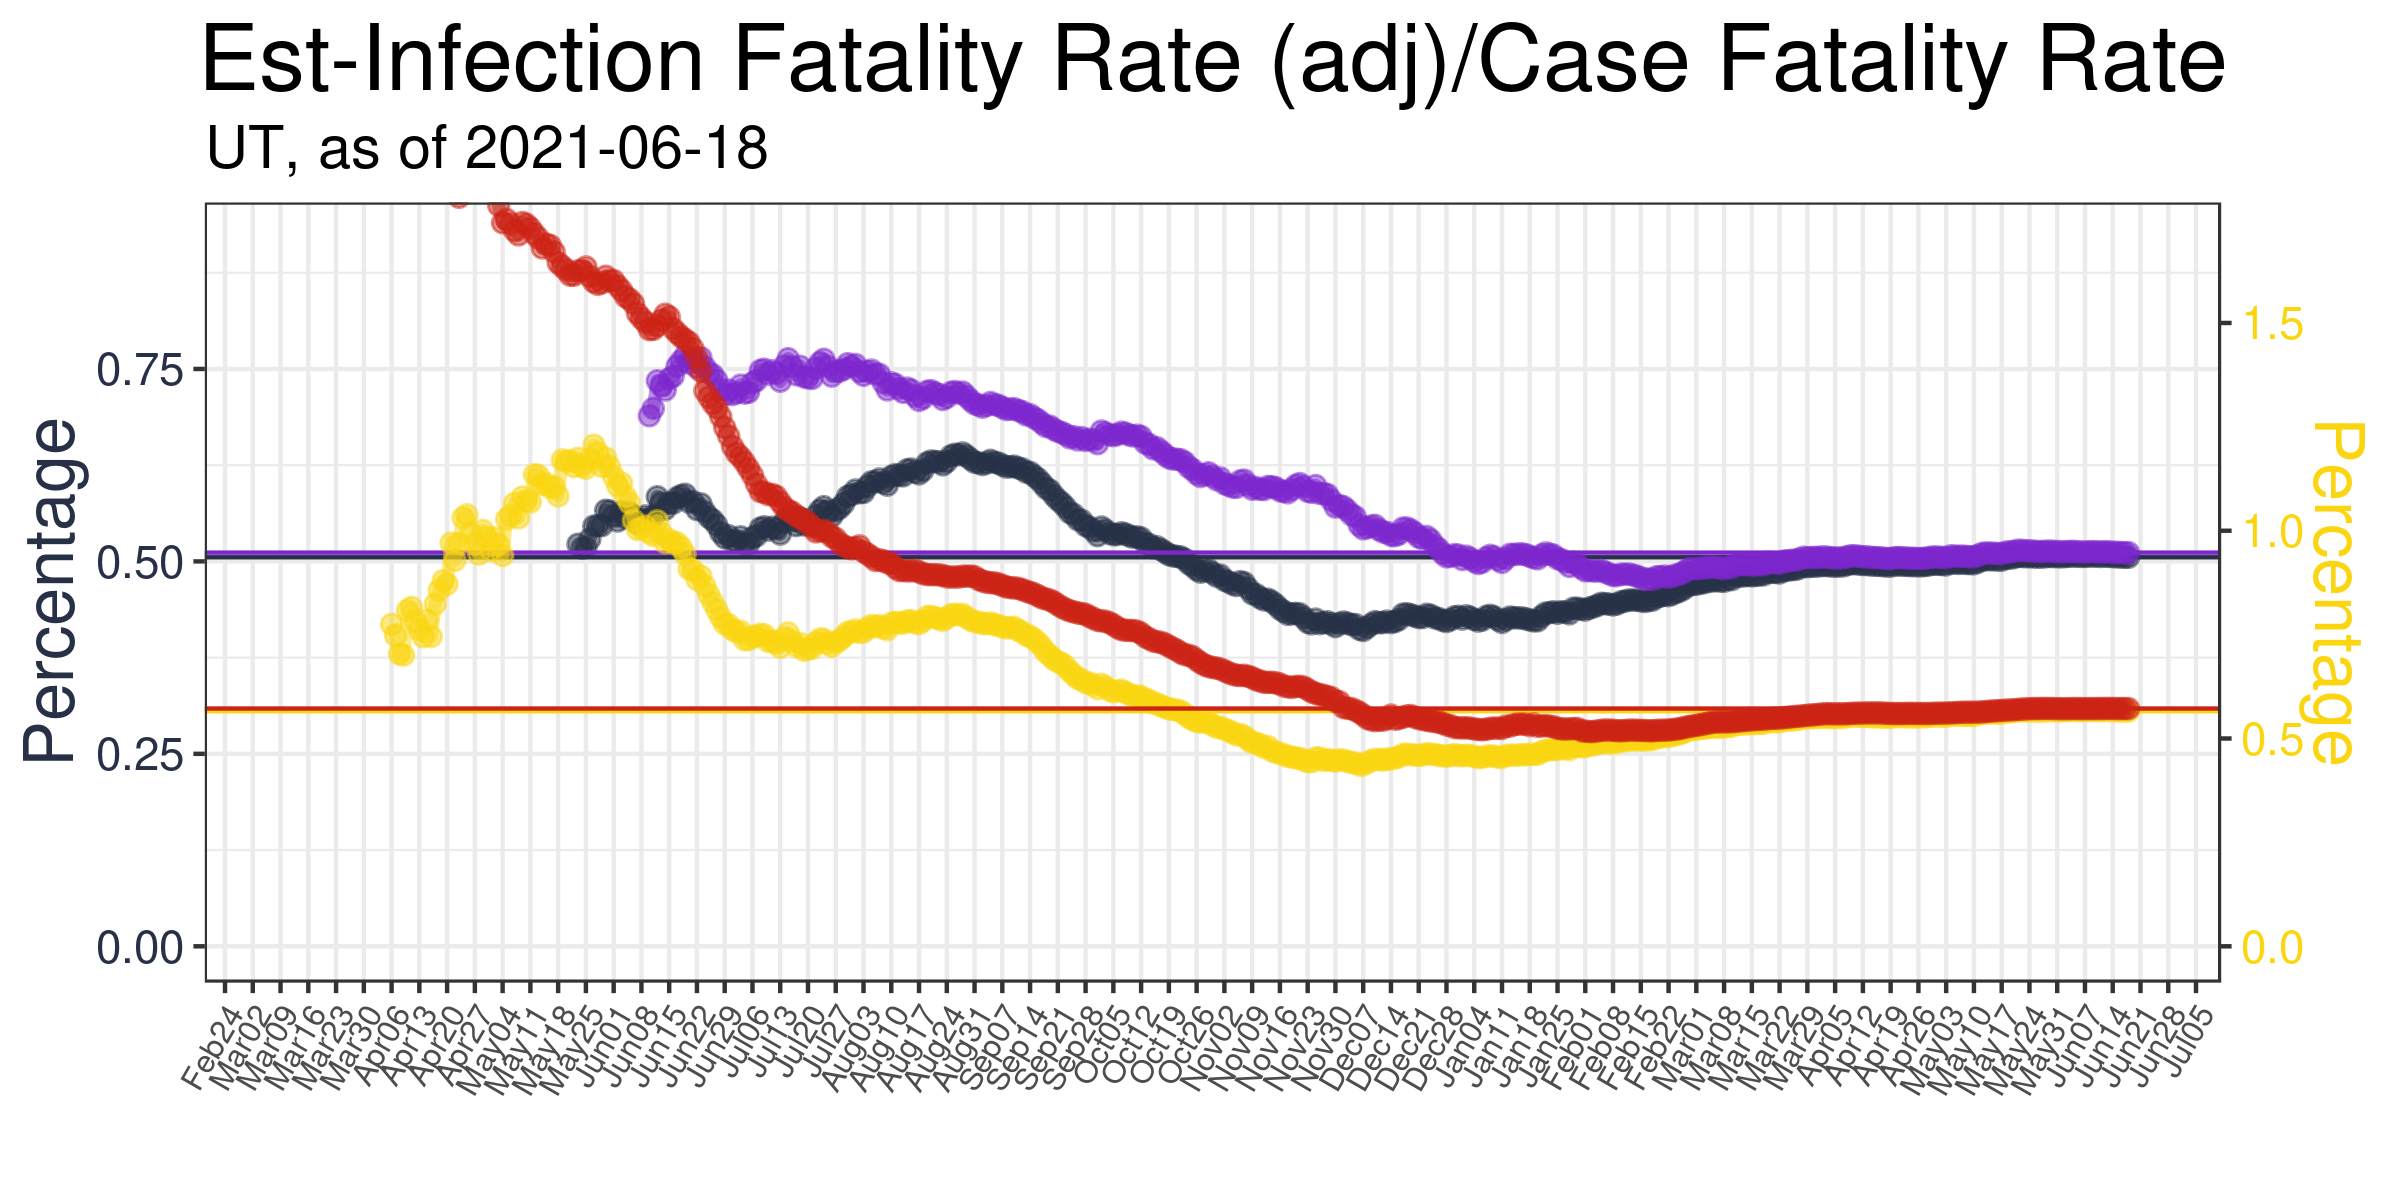 Est-Infection Fatality Rate (adj)/Case Fatality Rate
UT, as of 2021-06-18
Percentage
0.75
0.50
0.25
0.00
1.5
1.0
0.5
0.0
Percentage
Feb24
Mar02
Mar09
Mar16
Mar23
Mar30
Apr06
Apr13
Apr20
Apr27
May04
May11
May18
May25
Jun01
Jun08
Jun15
Jun22
Jun29
Jul06
Jul13
Jul20
Jul27
Aug03
Aug10
Aug17
Aug24
Aug31
Sep07
Sep14
Sep21
Sep28
Oct05
Oct12
Oct19
Oct26
Nov02
Nov09
Nov16
Nov23
Nov30
Dec07
Dec14
Dec21
Dec28
Jan04
Jan11
Jan18
Jan25
Feb01
Feb08
Feb15
Feb22
Mar01
Mar08
Mar15
Mar22
Mar29
Apr05
Apr12
Apr19
Apr26
May03
May10
May17
May24
May31
Jun07
Jun14
Jun21
Jun28
Jul05